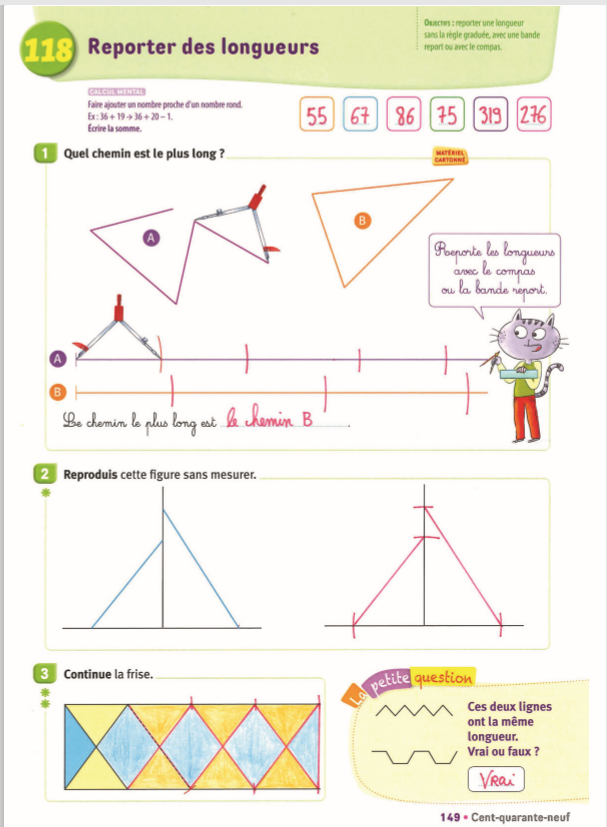 118
Reporter des longueurs
OBJECTIFS : reporter une longueur
sans la règle graduée, avec une bande
report ou avec le compas.
CALCUL MENTAL
Faire ajouter un nombre proche d'un nombre rond.
Ex : 36 + 19 → 36 + 20 – 1.
Écrire la somme.
55 67 86 75 319 276
1 Quel chemin est le plus long ?
MATÉRIEL
CARTONNÉ
A
B
Reporte les longueurs
avec le compas
ou la bande report.
A
B
Le chemin le plus long est le chemin B.
2 Reproduis cette figure sans mesurer.
3 Continue la frise.
La petite question
Ces deux lignes
ont la même
longueur.
Vrai ou faux ?
Vrai
149 • Cent-quarante-neuf